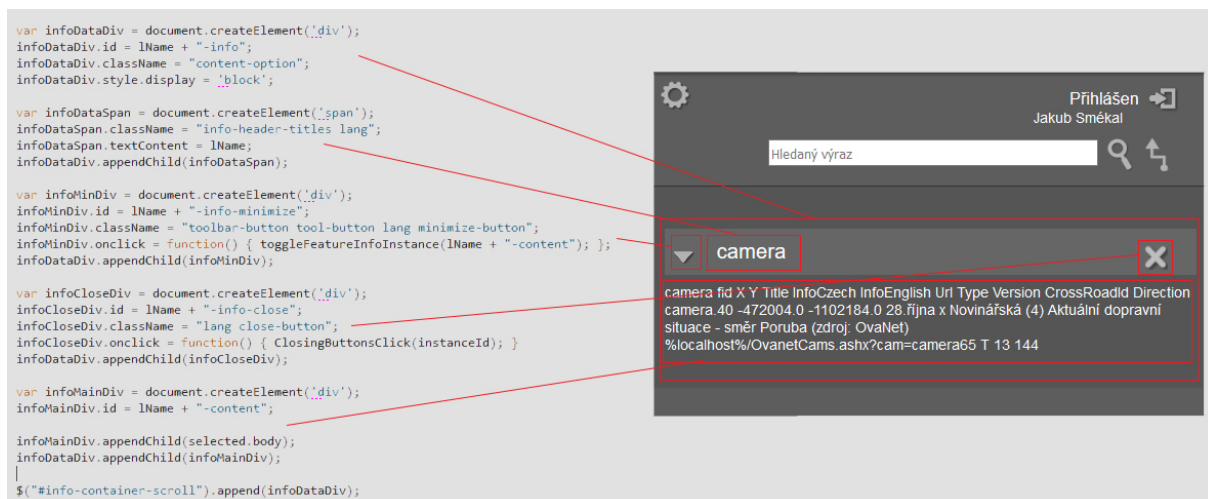 var infoDataDiv = document.createElement('div');
infoDataDiv.id = lName + "-info";
infoDataDiv.className = "content-option";
infoDataDiv.style.display = 'block';
var infoDataSpan = document.createElement('span');
infoDataSpan.className = "info-header-titles lang";
infoDataSpan.textContent = lName;
infoDataDiv.appendChild(infoDataSpan);
var infoMinDiv = document.createElement('div');
infoMinDiv.id = lName + "-info-minimize";
infoMinDiv.className = "toolbar-button tool-button lang minimize-button";
infoMinDiv.onclick = function() { toggleFeatureInfoInstance(lName + "-content"); };
infoDataDiv.appendChild(infoMinDiv);
var infoCloseDiv = document.createElement('div');
infoCloseDiv.id = lName + "-info-close";
infoCloseDiv.className = "lang close-button";
infoCloseDiv.onclick = function() { ClosingButtonsClick(instanceId); }
infoDataDiv.appendChild(infoCloseDiv);
var infoMainDiv = document.createElement('div');
infoMainDiv.id = lName + "-content";
infoMainDiv.appendChild(selected.body);
infoDataDiv.appendChild(infoMainDiv);
$("#info-container-scroll").append(infoDataDiv);
Přihlášen
Jakub Smékal
Hledaný výraz
camera
camera fid X Y Title InfoCzech InfoEnglish Url Type Version CrossRoadId Direction
camera.40 -472004.0 -1102184.0 28.října x Novinářská (4) Aktuální dopravní
situace - směr Poruba (zdroj: OvaNet)
%localhost%/OvanetCams.ashx?cam=camera65 T 13 144